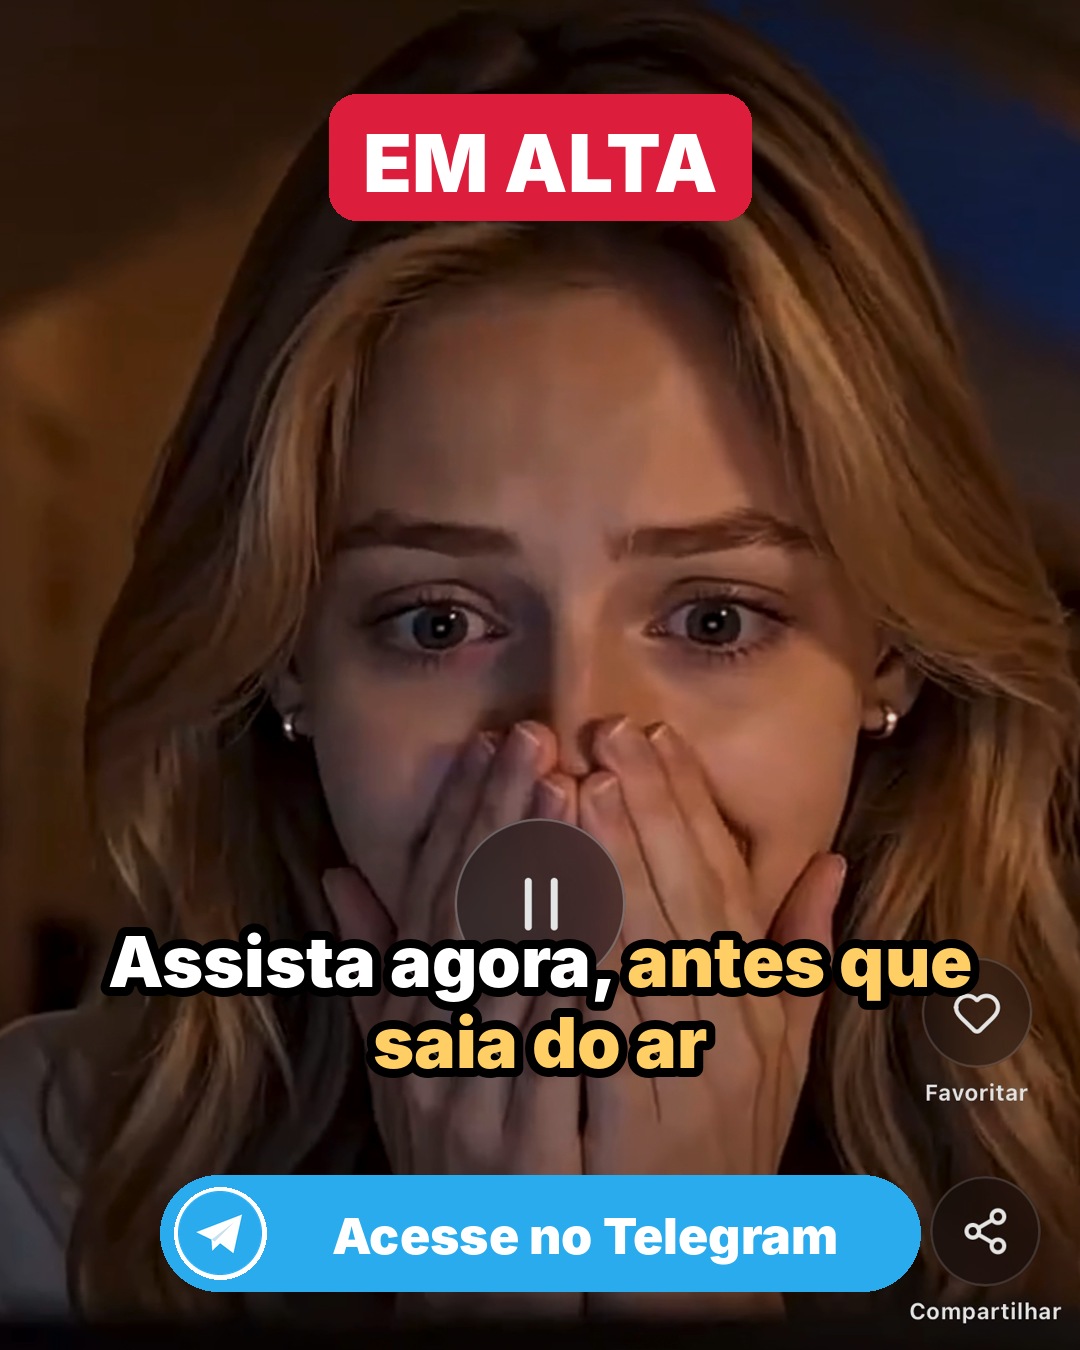 EM ALTA
Assista agora, antes que
saia do ar
Favoritar
Acesse no Telegram
Compartilhar